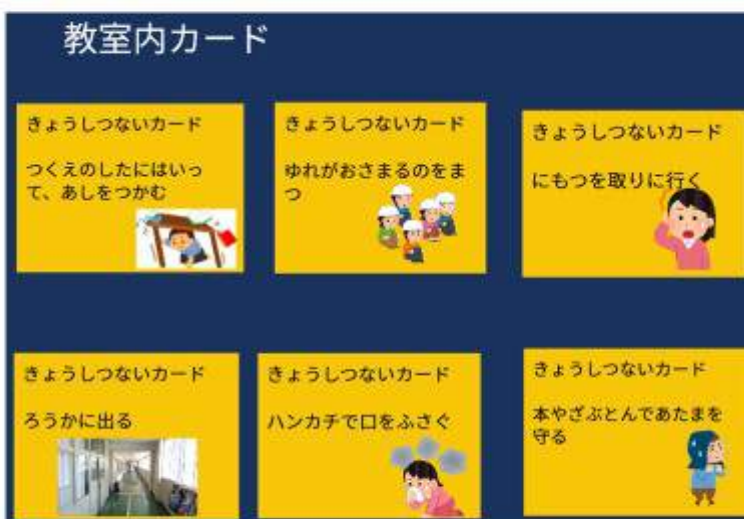 教室内カード
きょうしつないカード
つくえのしたにはいっ
て、あしをつかむ
きょうしつないカード
ゆれがおさまるのをま
つ
きょうしつないカード
にもつを取りに行く
きょうしつないカード
ろうかに出る
きょうしつないカード
ハンカチで口をふさぐ
きょうしつないカード
本やざぶとんであたまを
守る